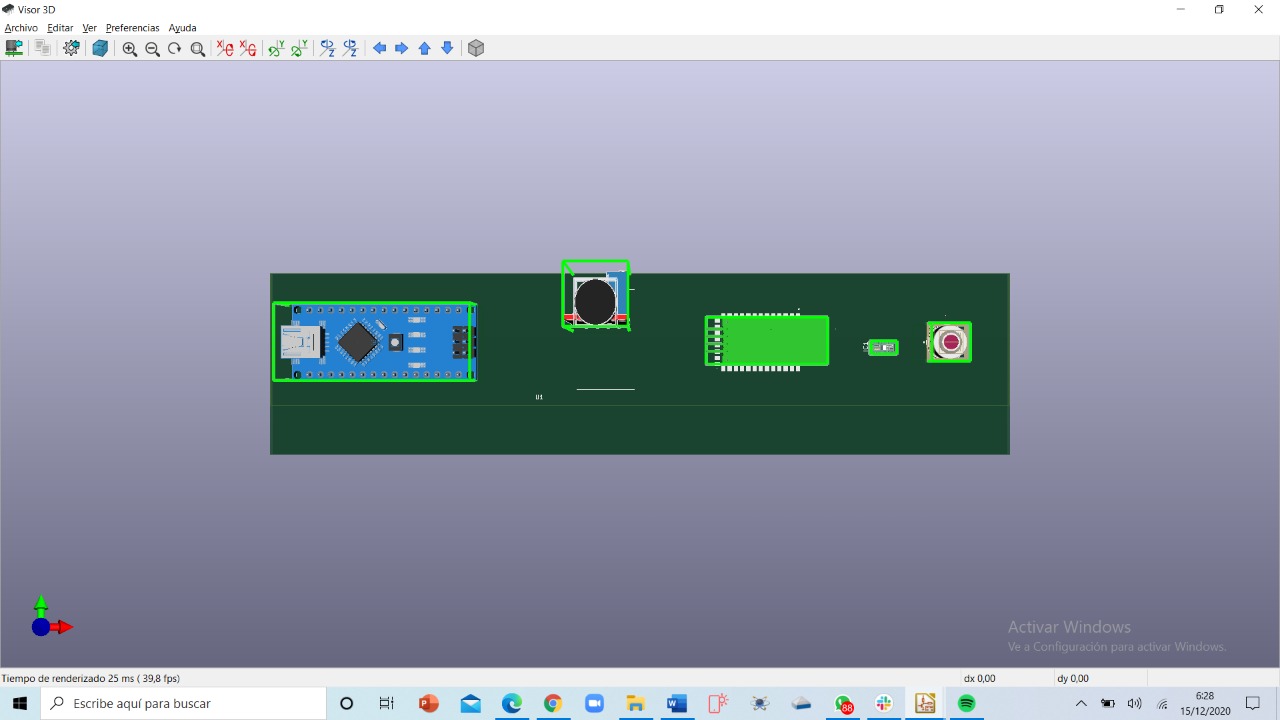 Visor 3D
Archivo Editar Ver Preferencias Ayuda
U1
Activar Windows
Ve a Configuración para activar Windows.
Tiempo de renderizado 25 ms ( 39,8 fps)
dx 0,00
dy 0,00
Escribe aquí para buscar
88
6:28
15/12/2020